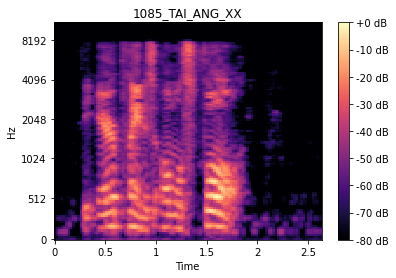 1085_TAI_ANG_XX
+0 dB
8192
-10 dB
4096
-20 dB
-30 dB
2048
-40 dB
Hz
1024
-50 dB
512
-60 dB
-70 dB
0
-80 dB
0 0.5 1 1.5 2 2.5
Time